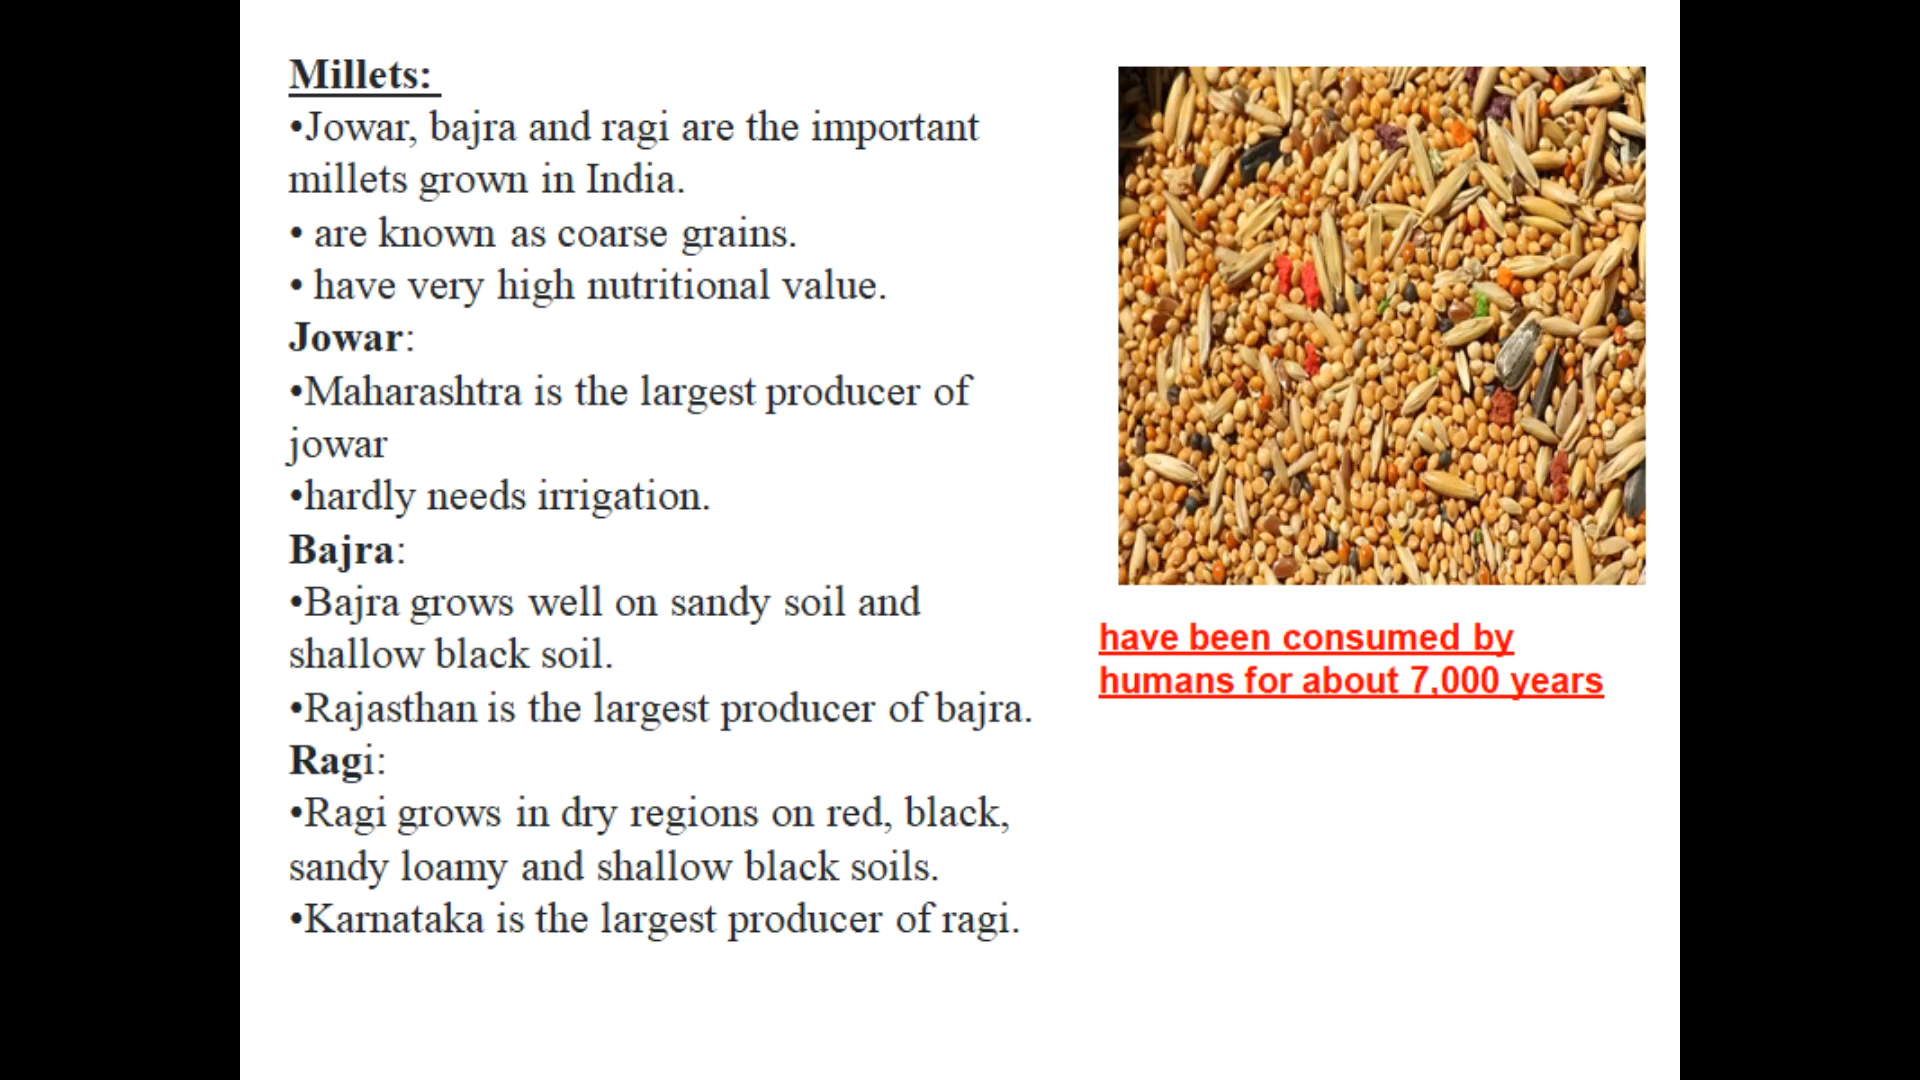 Millets:
•Jowar, bajra and ragi are the important
millets grown in India.
• are known as coarse grains.
• have very high nutritional value.
Jowar:
•Maharashtra is the largest producer of
jowar
•hardly needs irrigation.
Bajra:
•Bajra grows well on sandy soil and
shallow black soil.
•Rajasthan is the largest producer of bajra.
Ragi:
•Ragi grows in dry regions on red, black,
sandy loamy and shallow black soils.
•Karnataka is the largest producer of ragi.
have been consumed by
humans for about 7,000 years